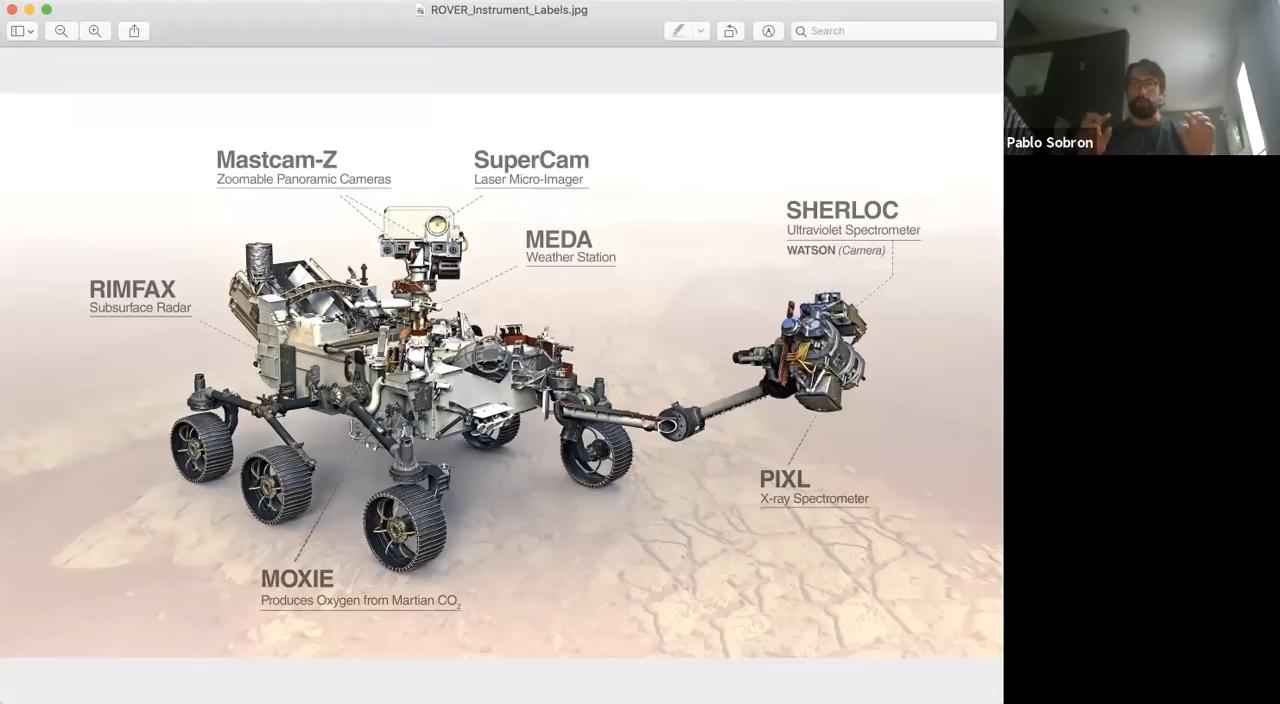 ROVER_Instrument_Labels.jpg
Search
Pablo Sobron
Mastcam-Z
Zoomable Panoramic Cameras
SuperCam
Laser Micro-Imager
SHERLOC
Ultraviolet Spectrometer
WATSON (Camera)
MEDA
Weather Station
RIMFAX
Subsurface Radar
PIXL
X-ray Spectrometer
MOXIE
Produces Oxygen from Martian CO₂